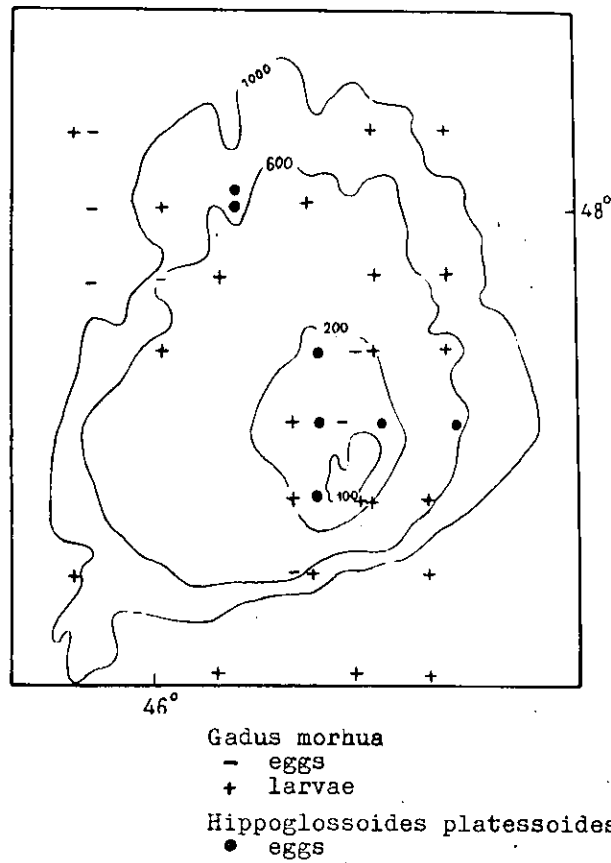 1000
600
48°
200
100
46°
Gadus morhua
- eggs
+ larvae
Hippoglossoides platessoides
● eggs